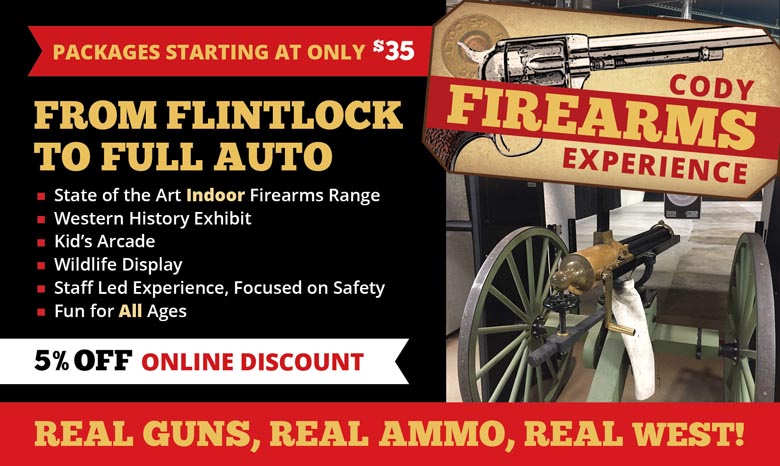 PACKAGES STARTING AT ONLY $35
CODY
FIREARMS
EXPERIENCE
FROM FLINTLOCK
TO FULL AUTO
State of the Art Indoor Firearms Range
Western History Exhibit
Kid's Arcade
Wildlife Display
Staff Led Experience, Focused on Safety
Fun for All Ages
5% OFF ONLINE DISCOUNT
REAL GUNS, REAL AMMO, REAL WEST!